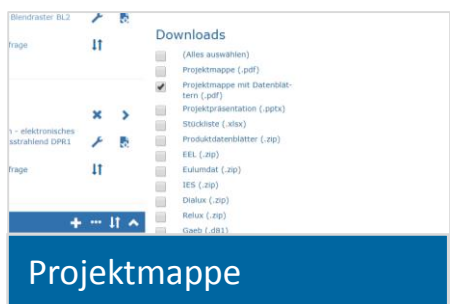 Blendraster BL2
frage
n - elektronisches
sstrahlend DPR1
frage
Downloads
(Alles auswählen)
Projektmappe (.pdf)
Projektmappe mit Datenblät-
tern (.pdf)
Projektpräsentation (.pptx)
Stückliste (.xlsx)
Produktdatenblätter (.zip)
EEL (.zip)
Eulumdat (.zip)
IES (.zip)
Dialux (.zip)
Relux (.zip)
Gaeb (.d81)
Projektmappe